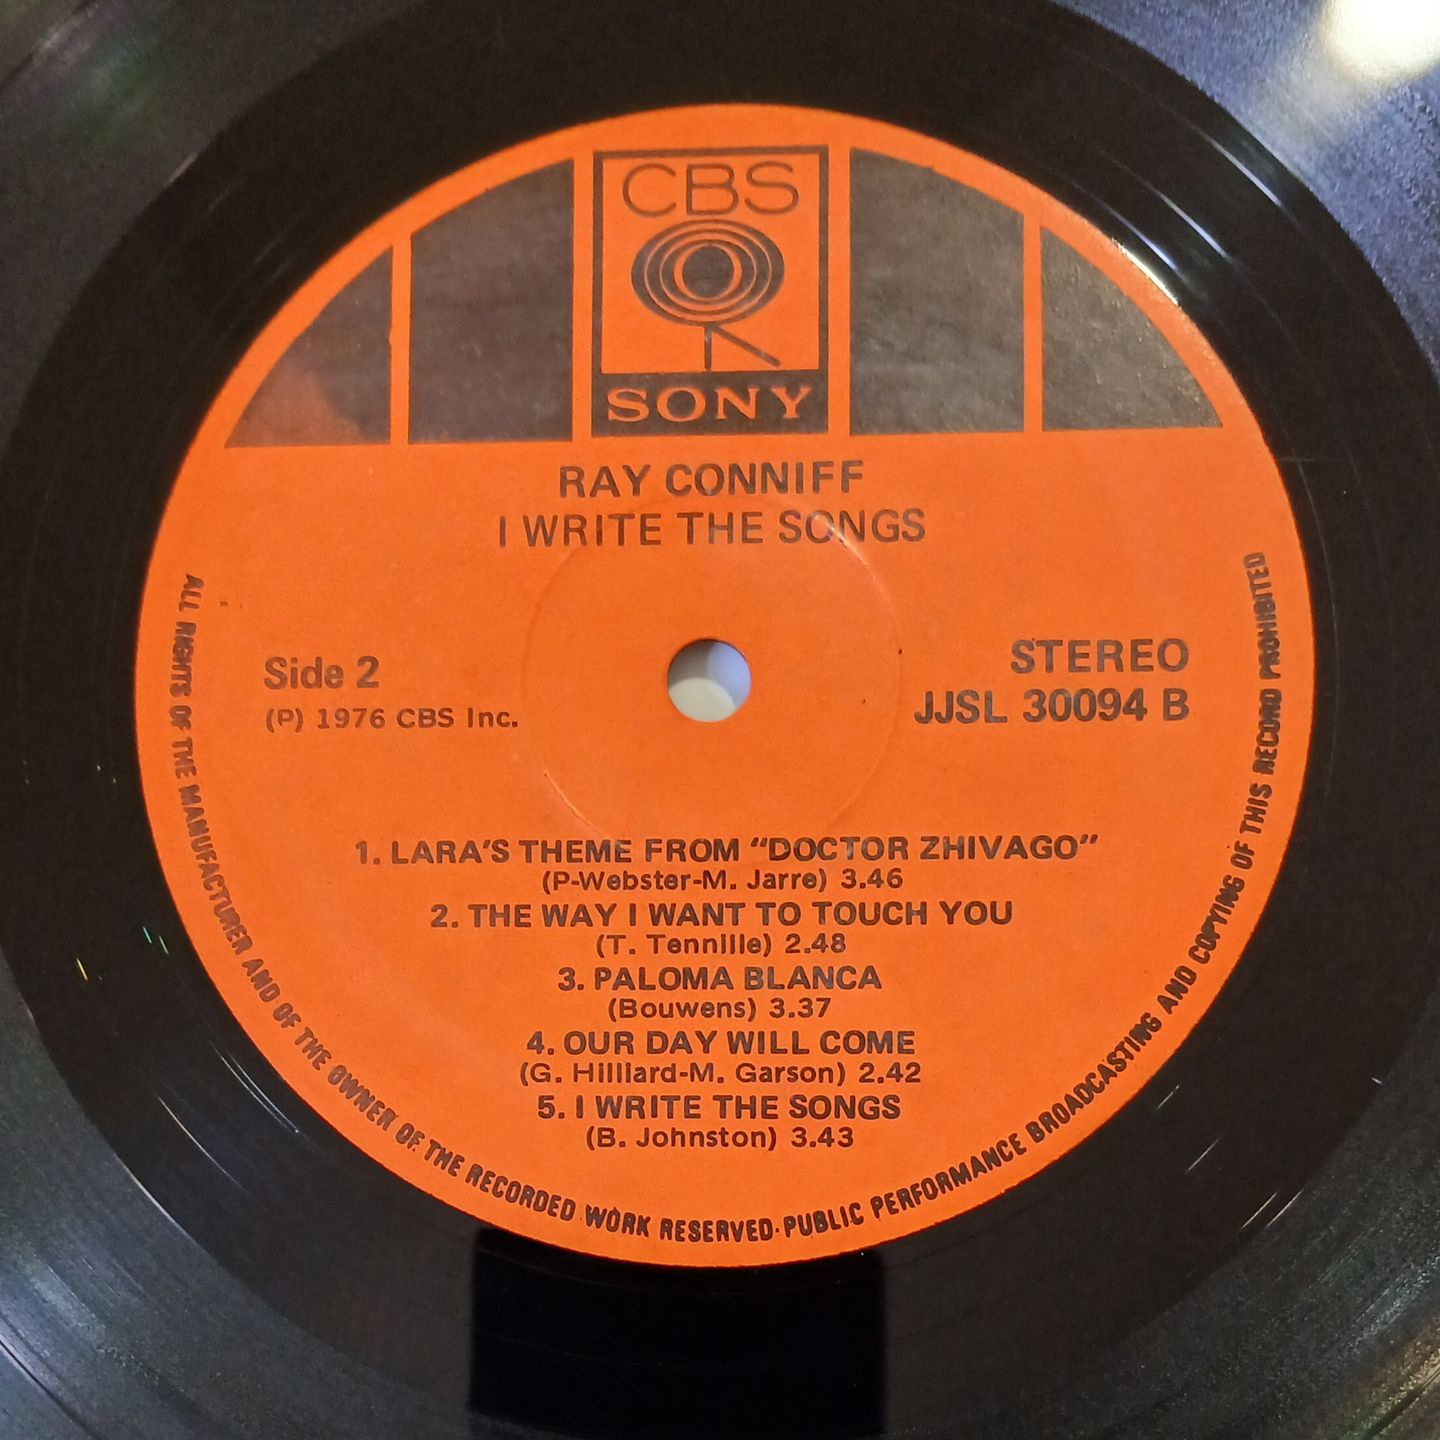 CBS
SONY
RAY CONNIFF
I WRITE THE SONGS
Side 2
(P) 1976 CBS Inc.
STEREO
JJSL 30094 B
1. LARA'S THEME FROM "DOCTOR ZHIVAGO"
(P-Webster-M. Jarre) 3.46
2. THE WAY I WANT TO TOUCH YOU
(T. Tennille) 2.48
3. PALOMA BLANCA
(Bouwens) 3.37
4. OUR DAY WILL COME
(G. Hilliard-M. Garson) 2.42
5. I WRITE THE SONGS
(B. Johnston) 3.43
ALL RIGHTS OF THE MANUFACTURER AND·OF THE OWNER OF·THE RECORDED WORK RESERVED·PUBLIC PERFORMANCE BROADCASTING AND COPYING OF THIS RECORD PROHIBITED